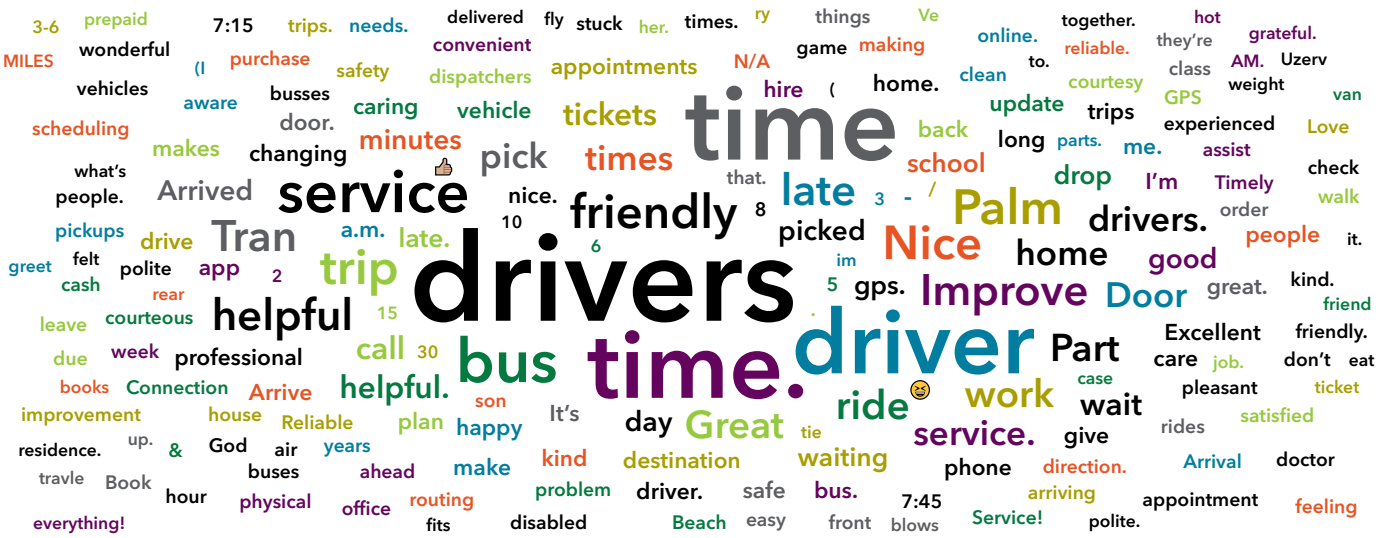 3-6 prepaid 7:15 trips. needs. delivered fly stuck her. times. ry things Ve together. hot grateful.
MILES wonderful (I purchase convenient N/A game making online. to. reliable. they're AM. Uzerv
vehicles aware busses safety dispatchers appointments hire ( home. clean courtesy class GPS weight van
scheduling door. caring vehicle tickets time back update trips experienced Love
makes changing minutes 👍🏽 pick times school long parts. me. assist check
what's people. Arrived service nice. that. late 3 - / drop I'm Timely walk
pickups drive Tran a.m. late. 10 friendly 8 picked Palm drivers. order people it.
greet felt polite app 2 trip 6 drivers im Nice home good kind.
cash rear 15 5 gps. Improve Door great. friend
leave courteous helpful . driver Excellent friendly.
due week professional call 30 bus time. Part care job. don't eat
books Connection Arrive helpful. ride 😆 work case wait pleasant ticket
improvement house Reliable plan son happy It's day Great tie service. give rides satisfied
residence. up. & God air years make kind destination waiting phone direction. Arrival doctor
travle Book buses ahead problem driver. safe bus. 7:45 arriving appointment feeling
everything! hour physical office routing fits disabled Beach easy front blows Service! polite.